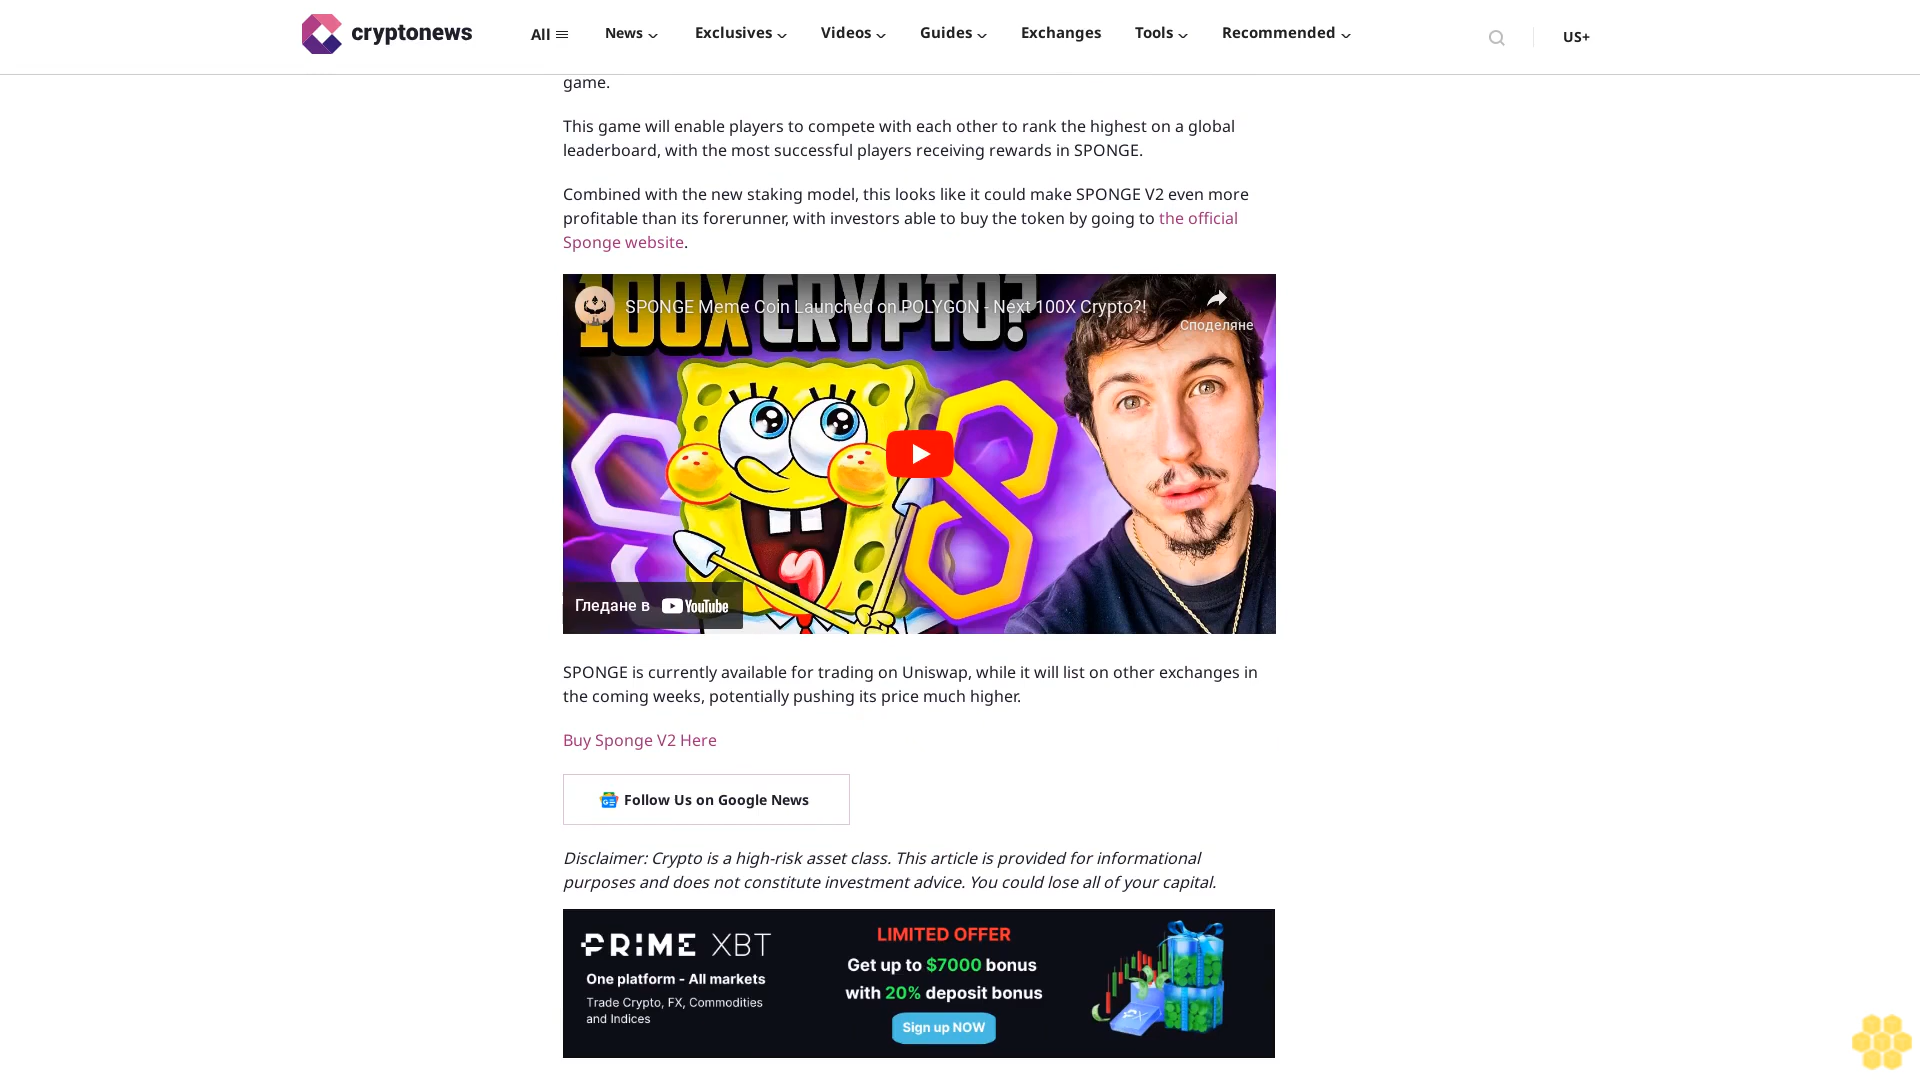 cryptonews
All
News
Exclusives
Videos
Guides
Exchanges
Tools
Recommended
US+
game.
This game will enable players to compete with each other to rank the highest on a global
leaderboard, with the most successful players receiving rewards in SPONGE.
Combined with the new staking model, this looks like it could make SPONGE V2 even more
profitable than its forerunner, with investors able to buy the token by going to the official
Sponge website.
100X CRYPTO?
SPONGE Meme Coin Launched on POLYGON - Next 100X Crypto?!
Споделяне
Гледане в YouTube
SPONGE is currently available for trading on Uniswap, while it will list on other exchanges in
the coming weeks, potentially pushing its price much higher.
Buy Sponge V2 Here
Follow Us on Google News
Disclaimer: Crypto is a high-risk asset class. This article is provided for informational
purposes and does not constitute investment advice. You could lose all of your capital.
PRIME XBT
One platform - All markets
Trade Crypto, FX, Commodities
and Indices
LIMITED OFFER
Get up to $7000 bonus
with 20% deposit bonus
Sign up NOW